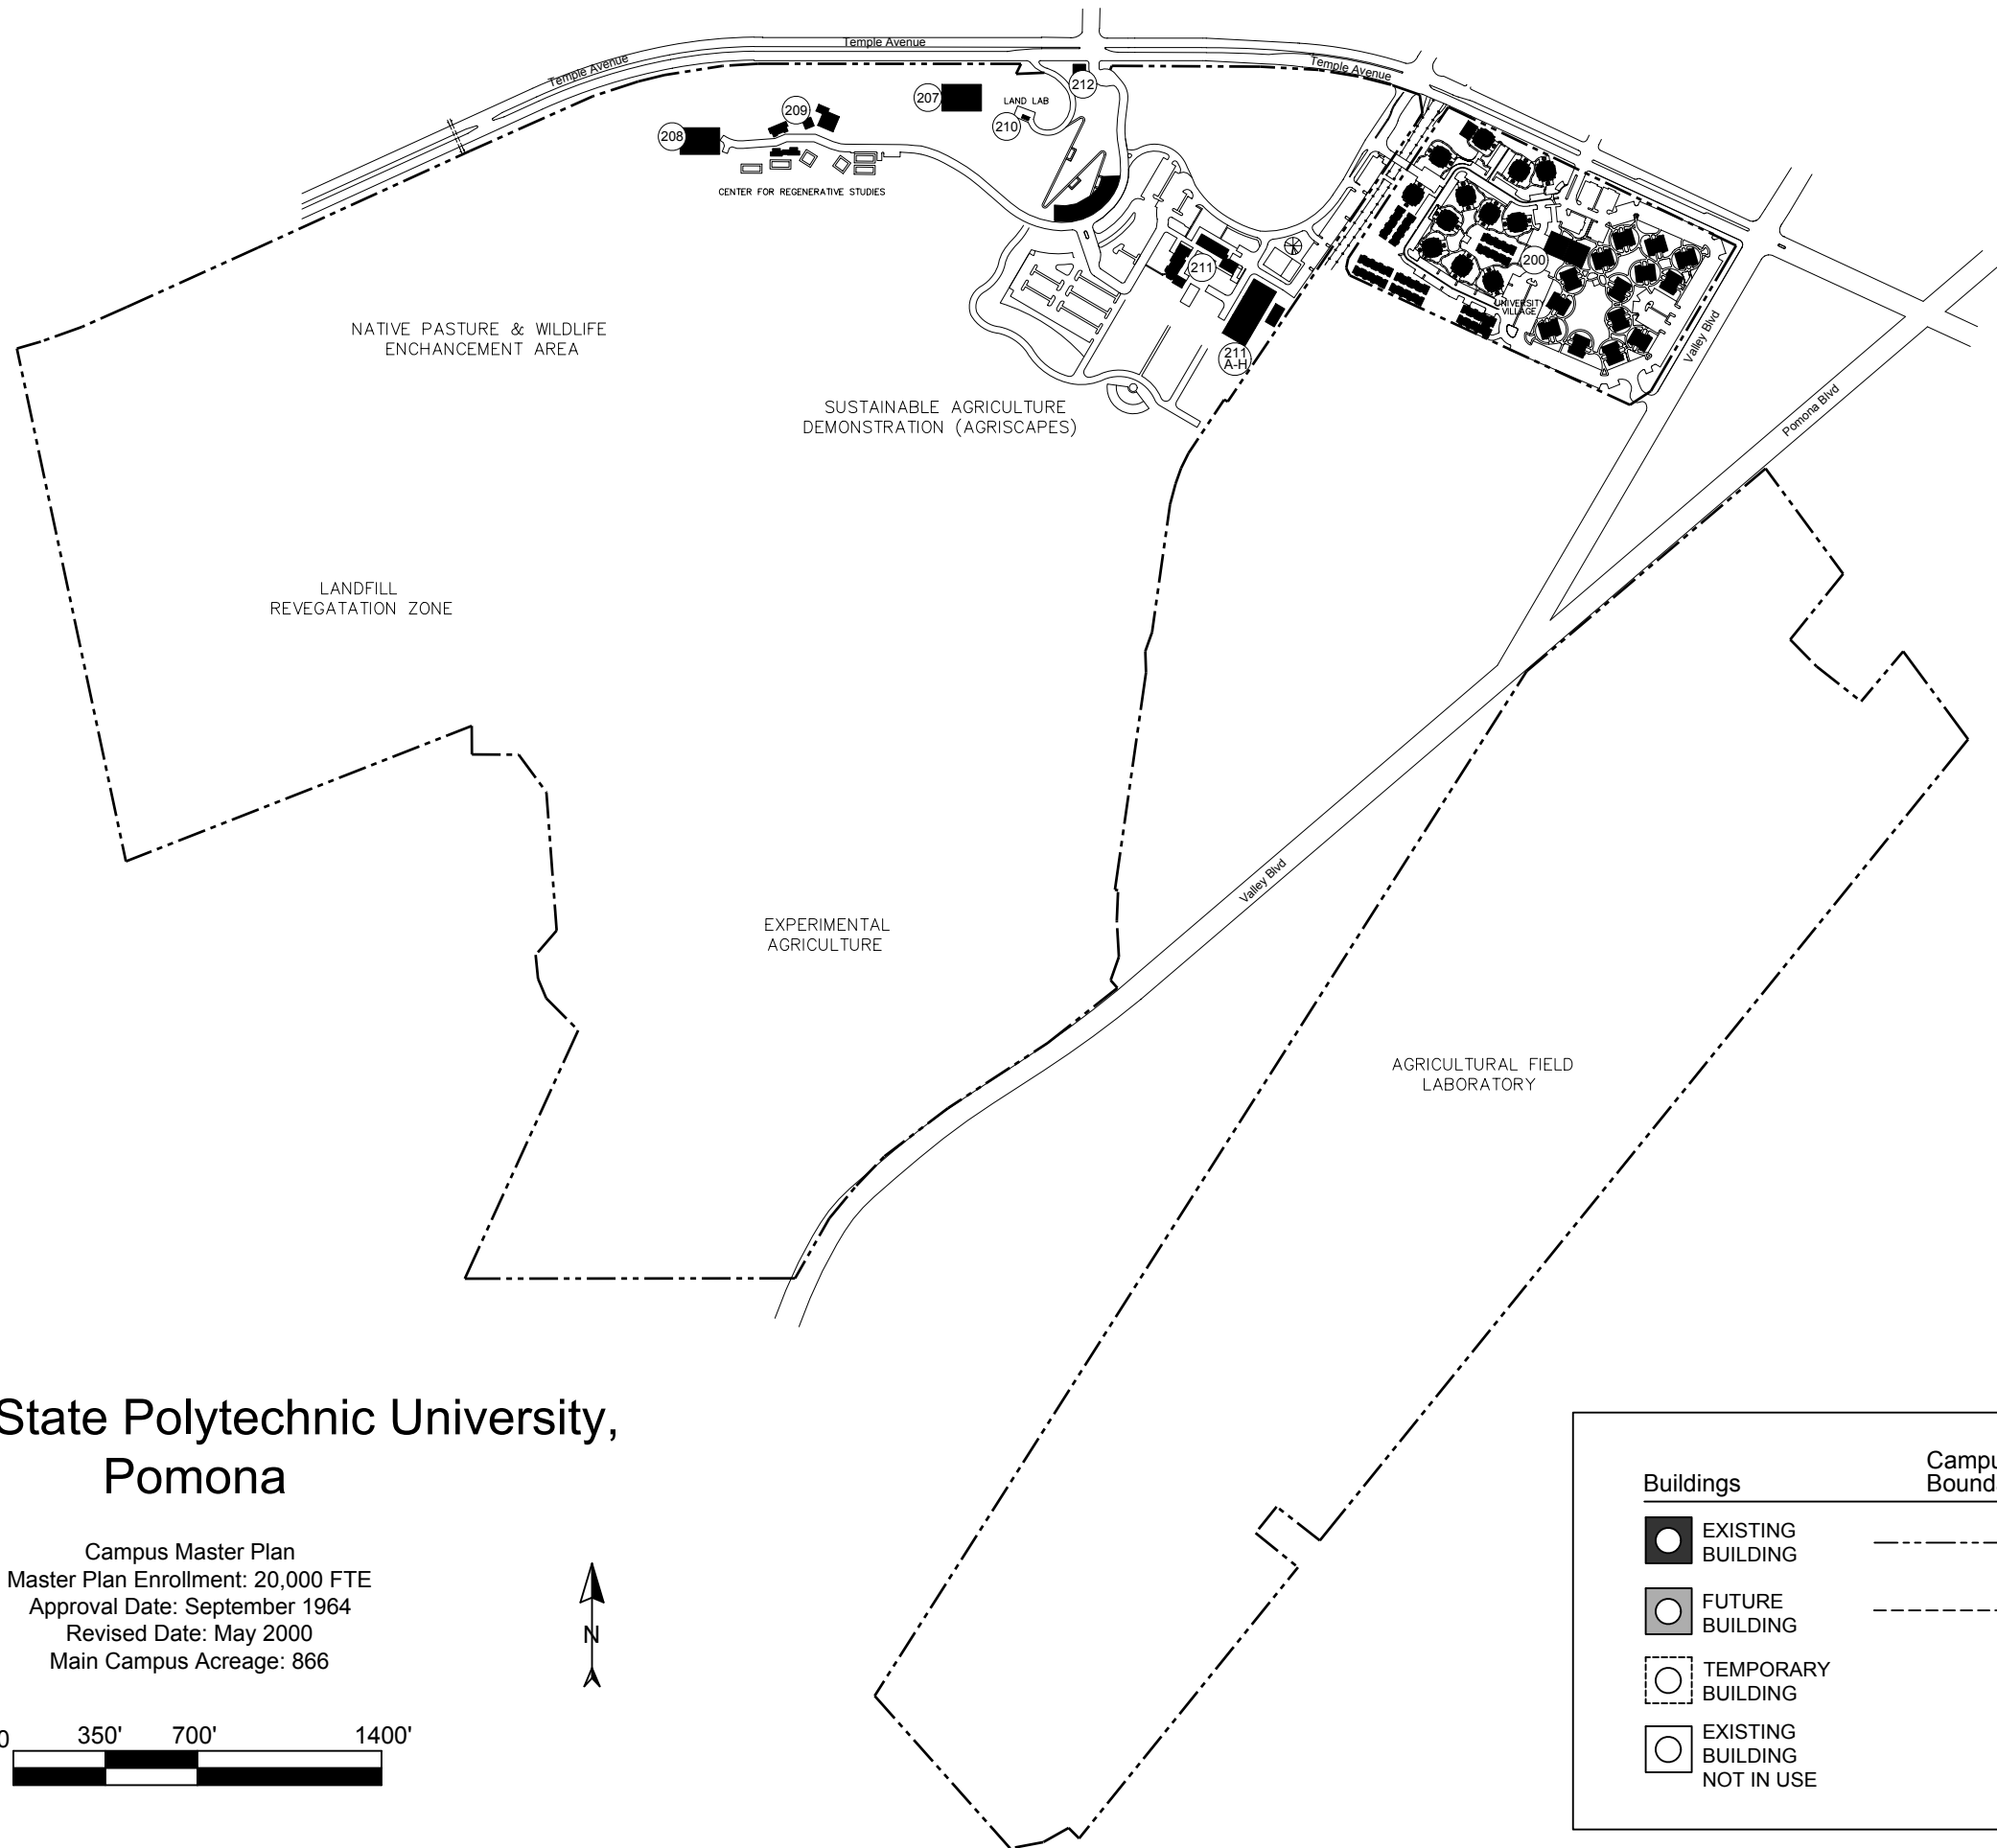 Temple Avenue
Temple Avenue
Temple Avenue
212
207
LAND LAB
210
209
208
CENTER FOR REGENERATIVE STUDIES
211
211
A-H
200
UNIVERSITY
VILLAGE
Valley Blvd
Pomona Blvd
NATIVE PASTURE & WILDLIFE
ENCHANCEMENT AREA
SUSTAINABLE AGRICULTURE
DEMONSTRATION (AGRISCAPES)
LANDFILL
REVEGATATION ZONE
Valley Blvd
EXPERIMENTAL
AGRICULTURE
AGRICULTURAL FIELD
LABORATORY
State Polytechnic University,
Pomona
Campus Master Plan
Master Plan Enrollment: 20,000 FTE
Approval Date: September 1964
Revised Date: May 2000
Main Campus Acreage: 866
N
0 350' 700' 1400'
Buildings
Campu
Bound
EXISTING
BUILDING
FUTURE
BUILDING
TEMPORARY
BUILDING
EXISTING
BUILDING
NOT IN USE